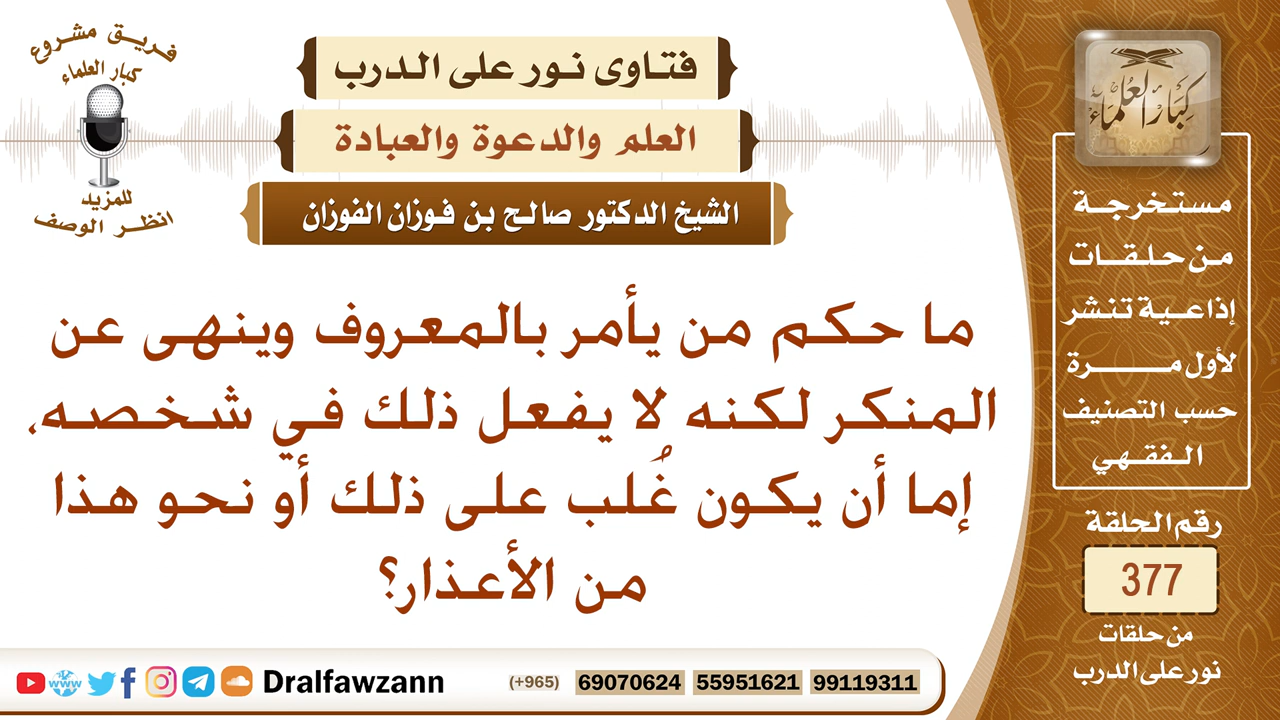 فريق مشروع
كبار العلماء
للمزيد
انظر الوصف
فتاوى نور على الدرب
العلم والدعوة والعبادة
الشيخ الدكتور صالح بن فوزان الفوزان
ما حكم من يأمر بالمعروف وينهى عن
المنكر لكنه لا يفعل ذلك في شخصه،
إما أن يكون غُلب على ذلك أو نحو هذا
من الأعذار؟
كبار العلماء
مستخرجة
من حلقات
إذاعية تنشر
لأول مرة
حسب التصنيف
الفقهي
رقم الحلقة
377
من حلقات
نور على الدرب
www Dralfawzann (+965) 69070624 55951621 99119311